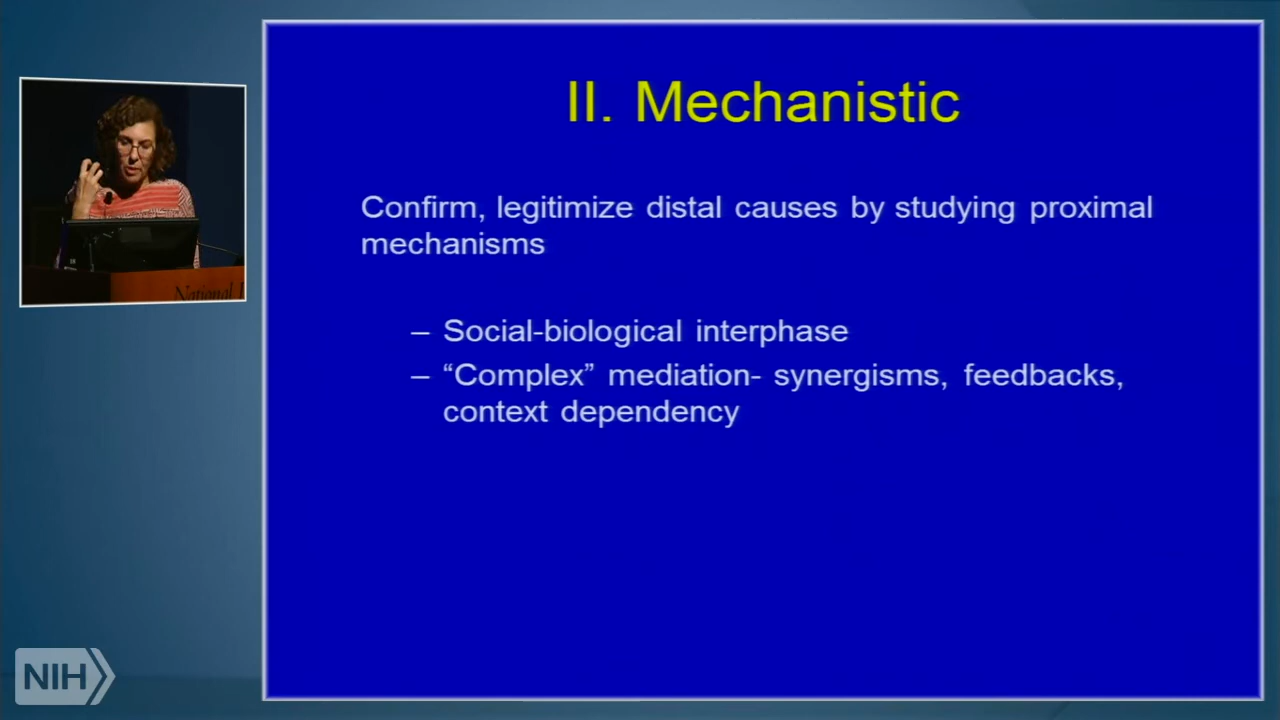 II. Mechanistic
Confirm, legitimize distal causes by studying proximal
mechanisms
– Social-biological interphase
– “Complex” mediation- synergisms, feedbacks,
context dependency
National
NIH